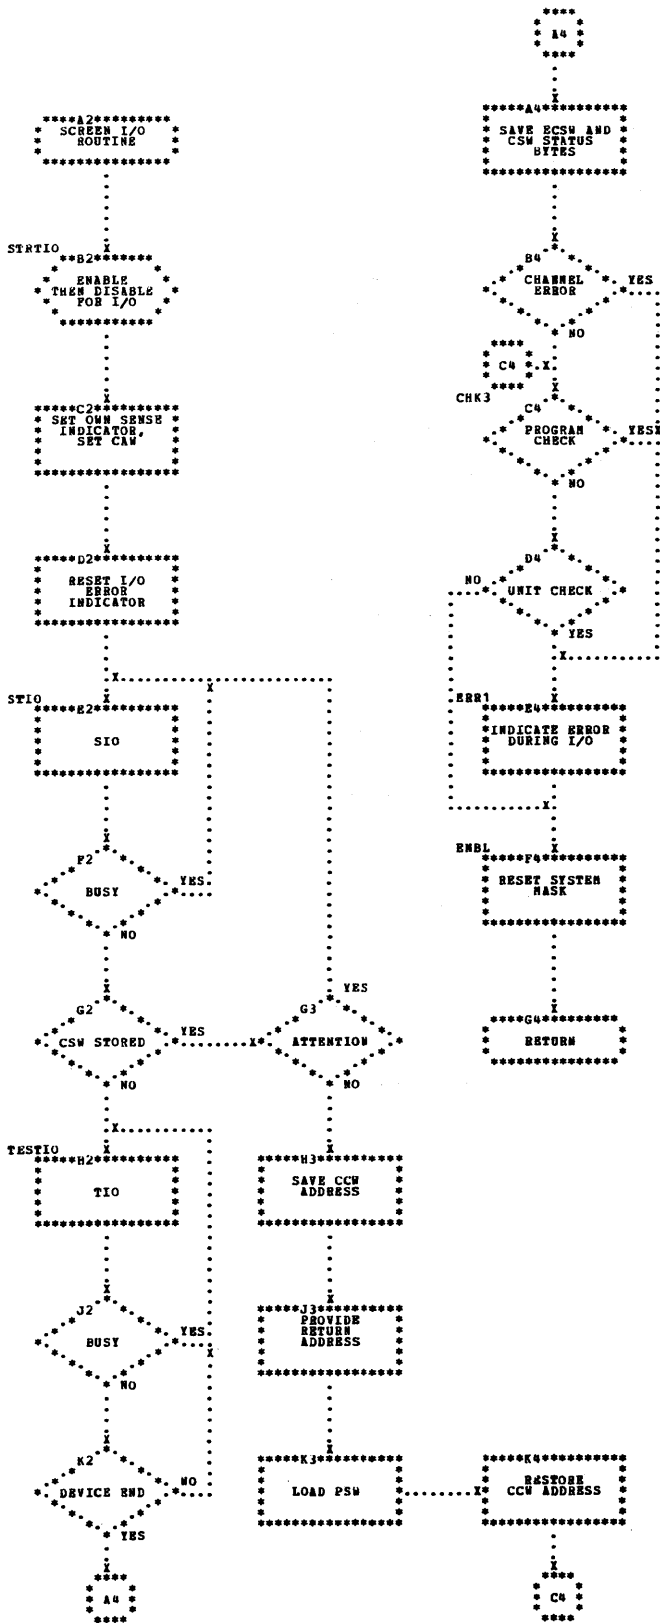 A2
SCREEN I/O
ROUTINE
STRTIO
B2
ENABLE
THEN DISABLE
FOR I/O
C2
SET OWN SENSE
INDICATOR,
SET CAW
D2
RESET I/O
ERROR
INDICATOR
STIO
E2
SIO
F2
BUSY
YES
NO
G2
CSW STORED
YES
NO
TESTIO
H2
TIO
J2
BUSY
YES
NO
K2
DEVICE END
NO
YES
A4
YES
G3
ATTENTION
NO
H3
SAVE CCW
ADDRESS
J3
PROVIDE
RETURN
ADDRESS
K3
LOAD PSW
A4
A4
SAVE ECSW AND
CSW STATUS
BYTES
B4
CHANNEL
ERROR
YES
NO
C4
CHK3
C4
PROGRAM
CHECK
YES
NO
D4
UNIT CHECK
NO
YES
ERR1
E4
INDICATE ERROR
DURING I/O
ENBL
F4
RESET SYSTEM
MASK
G4
RETURN
K4
RESTORE
CCW ADDRESS
C4